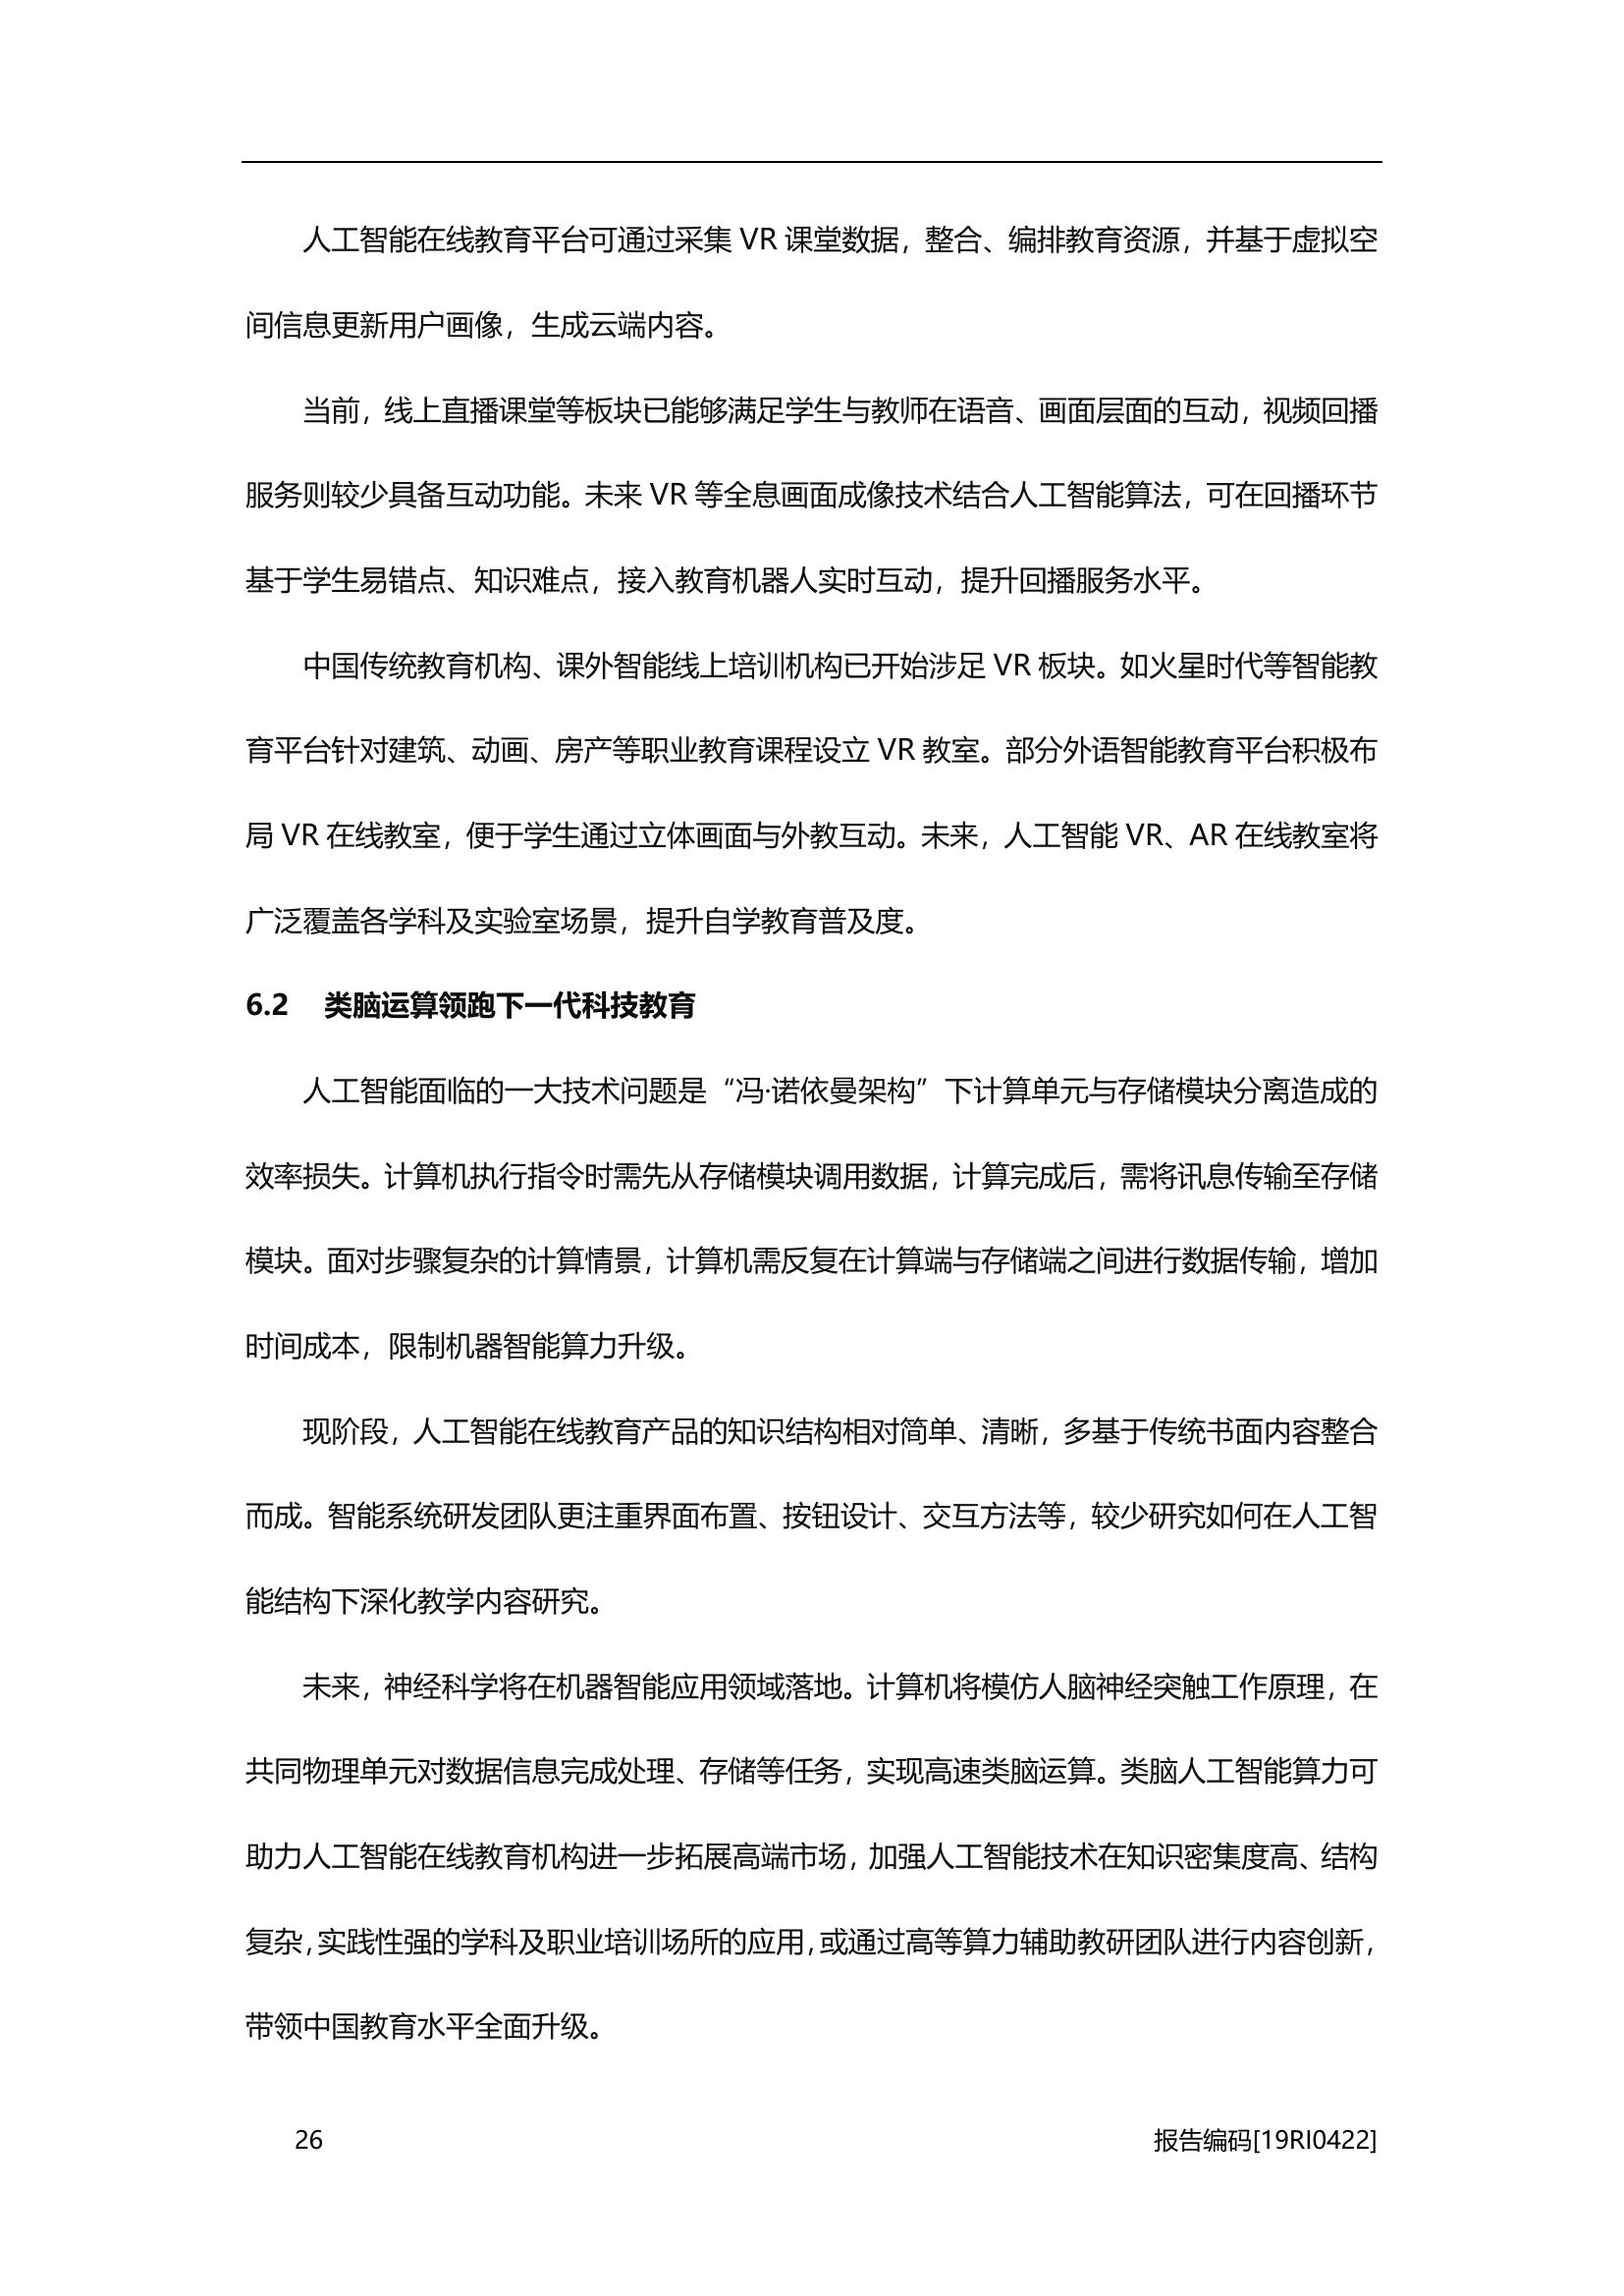 人工智能在线教育平台可通过采集 VR 课堂数据，整合、编排教育资源，并基于虚拟空
间信息更新用户画像，生成云端内容。
当前，线上直播课堂等板块已能够满足学生与教师在语音、画面层面的互动，视频回播
服务则较少具备互动功能。未来 VR 等全息画面成像技术结合人工智能算法，可在回播环节
基于学生易错点、知识难点，接入教育机器人实时互动，提升回播服务水平。
中国传统教育机构、课外智能线上培训机构已开始涉足 VR 板块。如火星时代等智能教
育平台针对建筑、动画、房产等职业教育课程设立 VR 教室。部分外语智能教育平台积极布
局 VR 在线教室，便于学生通过立体画面与外教互动。未来，人工智能 VR、AR 在线教室将
广泛覆盖各学科及实验室场景，提升自学教育普及度。
6.2 类脑运算领跑下一代科技教育
人工智能面临的一大技术问题是“冯·诺依曼架构”下计算单元与存储模块分离造成的
效率损失。计算机执行指令时需先从存储模块调用数据，计算完成后，需将讯息传输至存储
模块。面对步骤复杂的计算情景，计算机需反复在计算端与存储端之间进行数据传输，增加
时间成本，限制机器智能算力升级。
现阶段，人工智能在线教育产品的知识结构相对简单、清晰，多基于传统书面内容整合
而成。智能系统研发团队更注重界面布置、按钮设计、交互方法等，较少研究如何在人工智
能结构下深化教学内容研究。
未来，神经科学将在机器智能应用领域落地。计算机将模仿人脑神经突触工作原理，在
共同物理单元对数据信息完成处理、存储等任务，实现高速类脑运算。类脑人工智能算力可
助力人工智能在线教育机构进一步拓展高端市场，加强人工智能技术在知识密集度高、结构
复杂，实践性强的学科及职业培训场所的应用，或通过高等算力辅助教研团队进行内容创新，
带领中国教育水平全面升级。
26 报告编码[19RI0422]